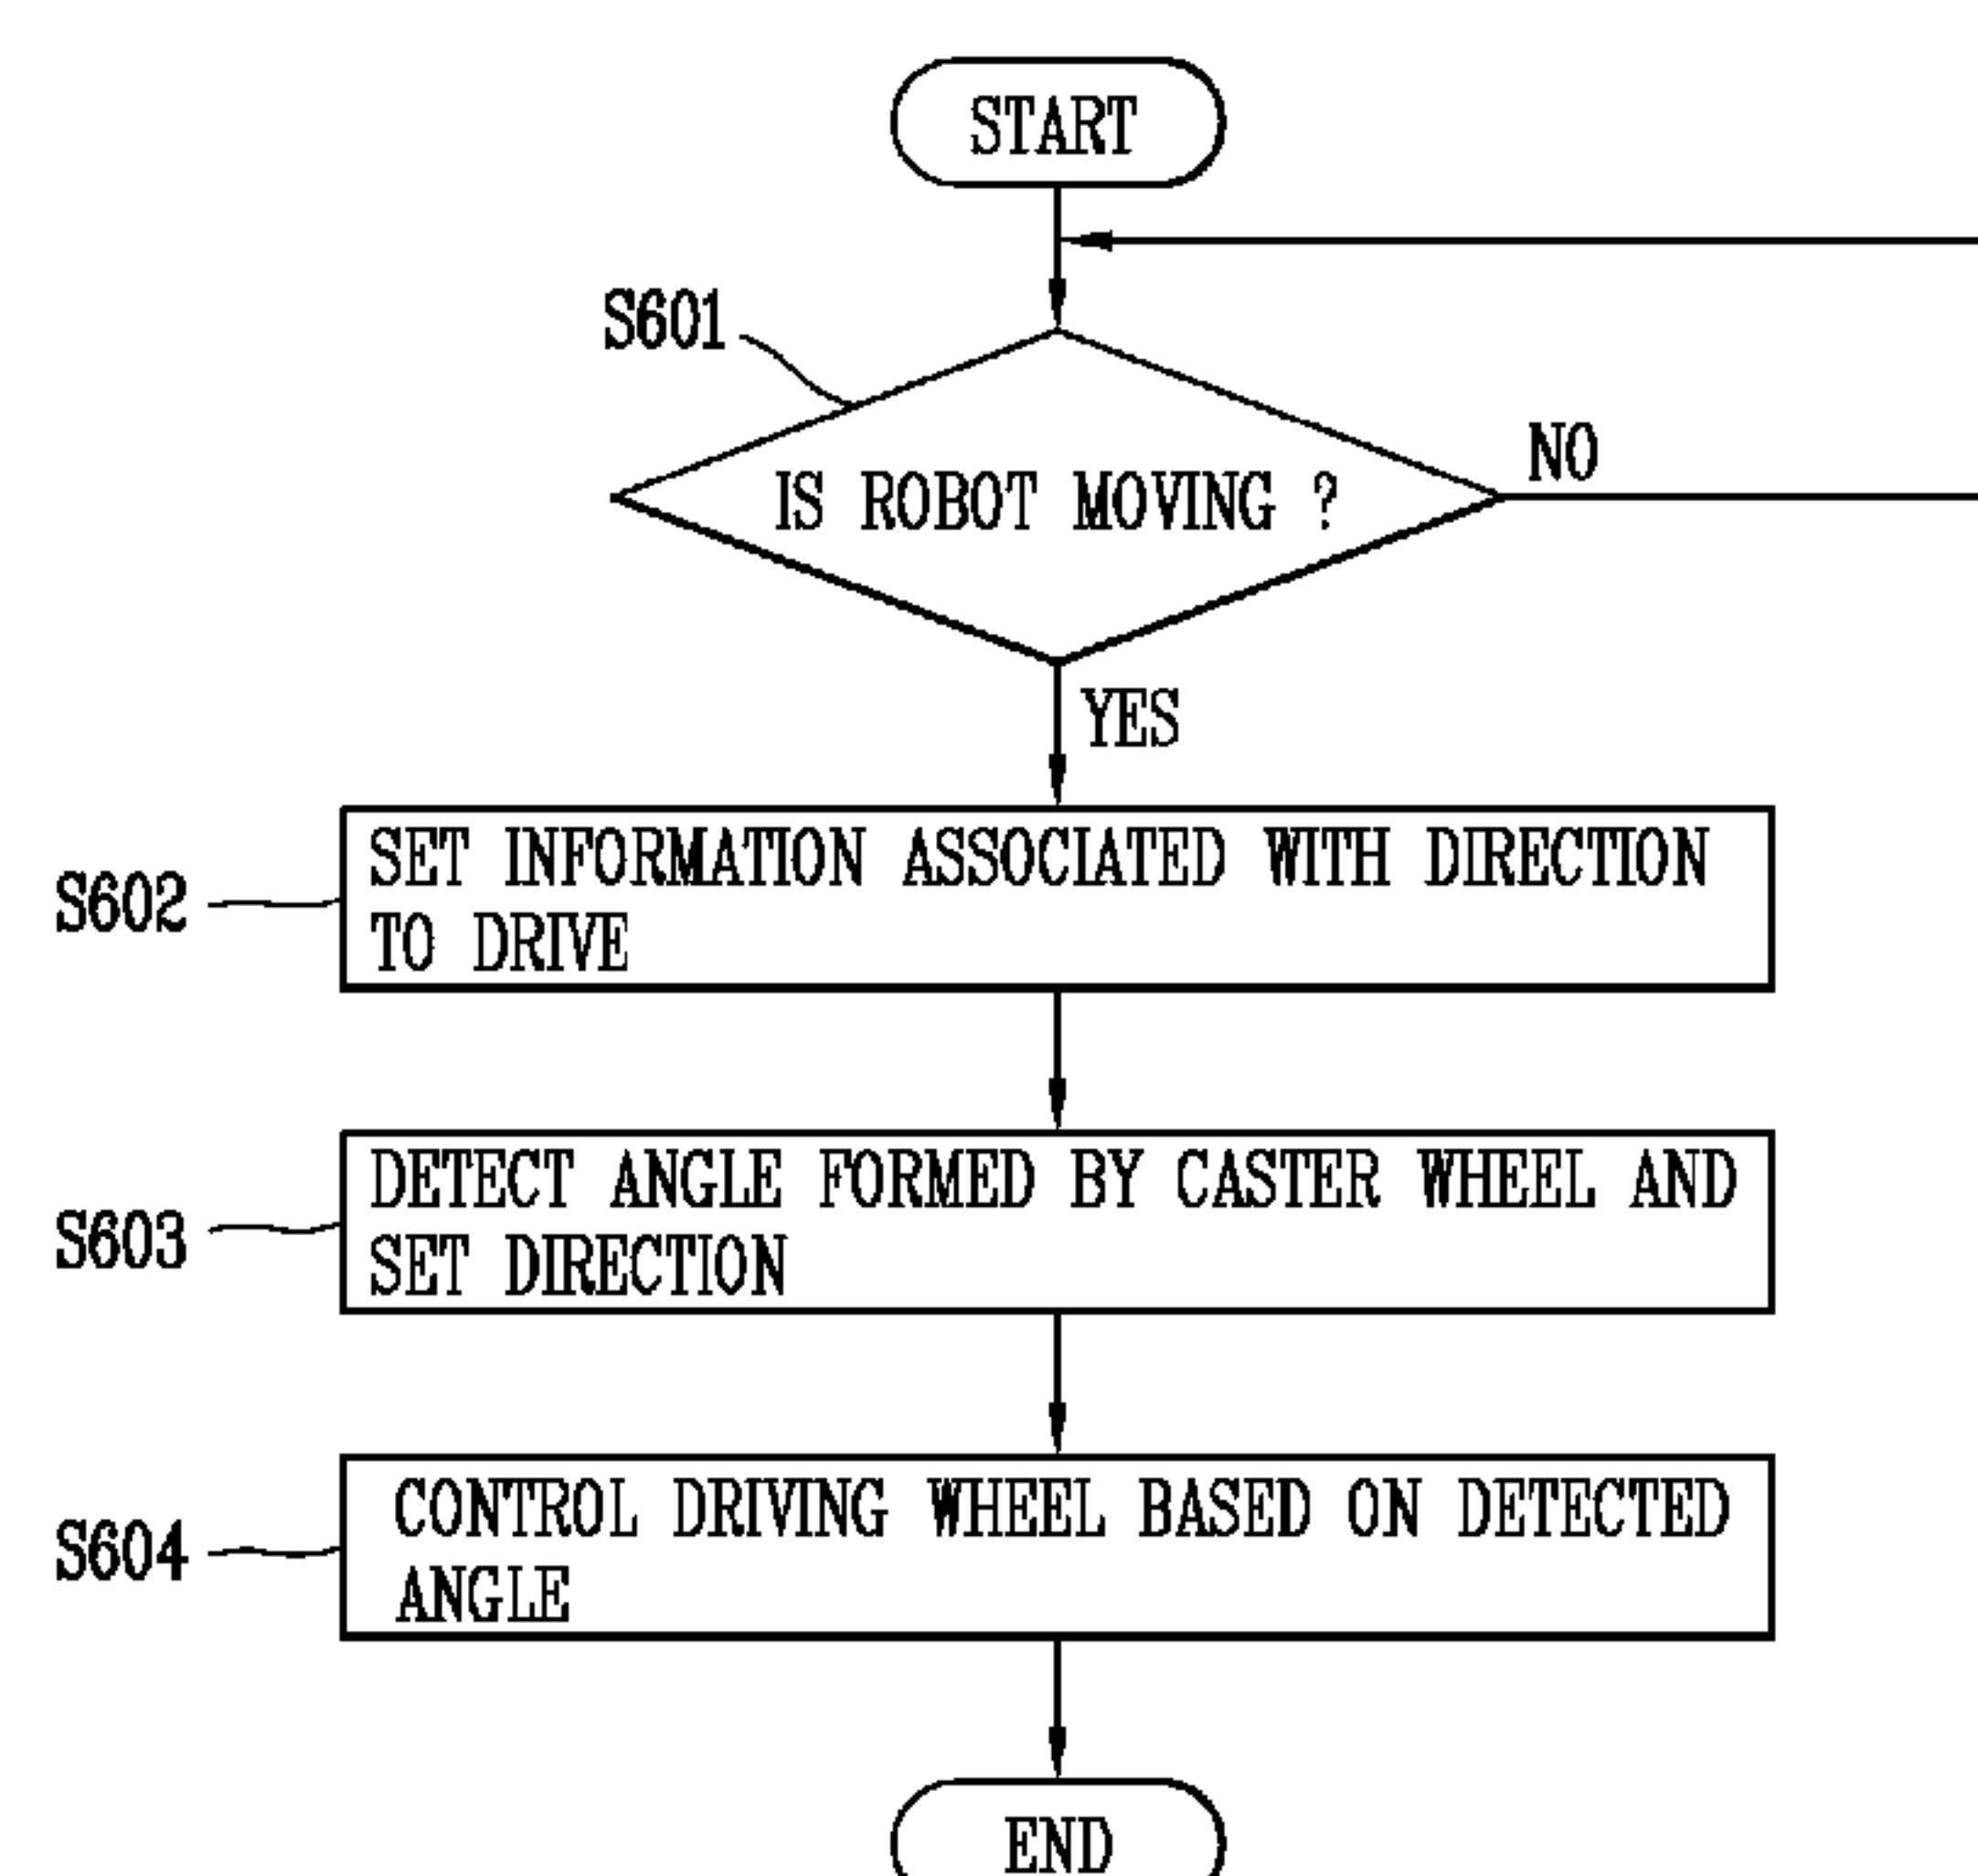 START
S601
IS ROBOT MOVING ?
NO
YES
S602
SET INFORMATION ASSOCIATED WITH DIRECTION
TO DRIVE
S603
DETECT ANGLE FORMED BY CASTER WHEEL AND
SET DIRECTION
S604
CONTROL DRIVING WHEEL BASED ON DETECTED
ANGLE
END